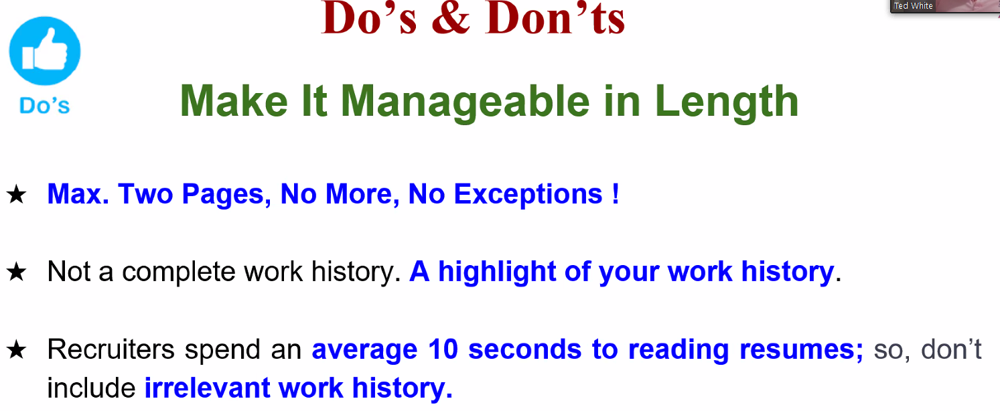 Do’s & Don’ts
Ted White
Do’s
Make It Manageable in Length
★ Max. Two Pages, No More, No Exceptions !
★ Not a complete work history. A highlight of your work history.
★ Recruiters spend an average 10 seconds to reading resumes; so, don’t
include irrelevant work history.